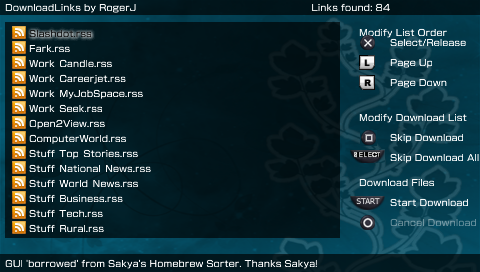 DownloadLinks by RogerJ Links found: 84
Slashdot.rss
Fark.rss
Work Candle.rss
Work Careerjet.rss
Work MyJobSpace.rss
Work Seek.rss
Open2View.rss
ComputerWorld.rss
Stuff Top Stories.rss
Stuff National News.rss
Stuff World News.rss
Stuff Business.rss
Stuff Tech.rss
Stuff Rural.rss
Modify List Order
Select/Release
L Page Up
R Page Down
Modify Download List
Skip Download
SELECT Skip Download All
Download Files
START Start Download
Cancel Download
GUI 'borrowed' from Sakya's Homebrew Sorter. Thanks Sakya!